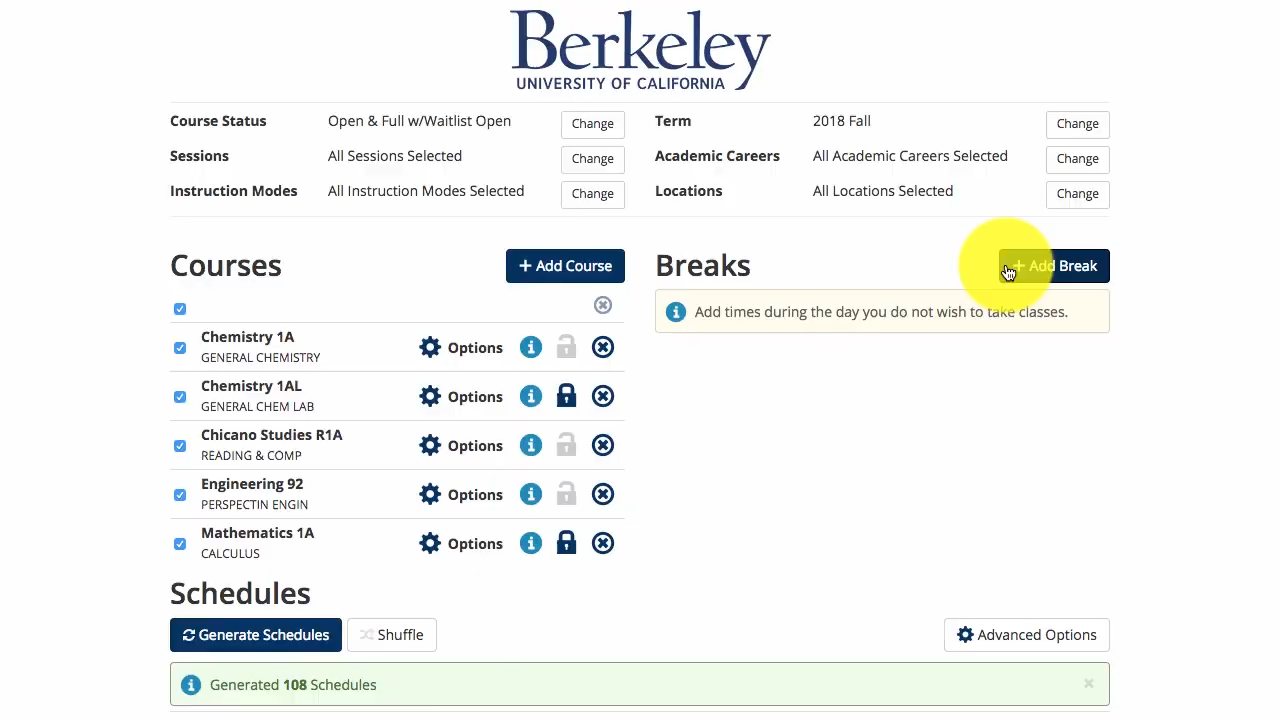 Berkeley
UNIVERSITY OF CALIFORNIA
Course Status Open & Full w/Waitlist Open Change
Term 2018 Fall Change
Sessions All Sessions Selected Change
Academic Careers All Academic Careers Selected Change
Instruction Modes All Instruction Modes Selected Change
Locations All Locations Selected Change
Courses + Add Course
Chemistry 1A
GENERAL CHEMISTRY
Options
Chemistry 1AL
GENERAL CHEM LAB
Options
Chicano Studies R1A
READING & COMP
Options
Engineering 92
PERSPECTIN ENGIN
Options
Mathematics 1A
CALCULUS
Options
Breaks + Add Break
Add times during the day you do not wish to take classes.
Schedules
Generate Schedules Shuffle Advanced Options
Generated 108 Schedules